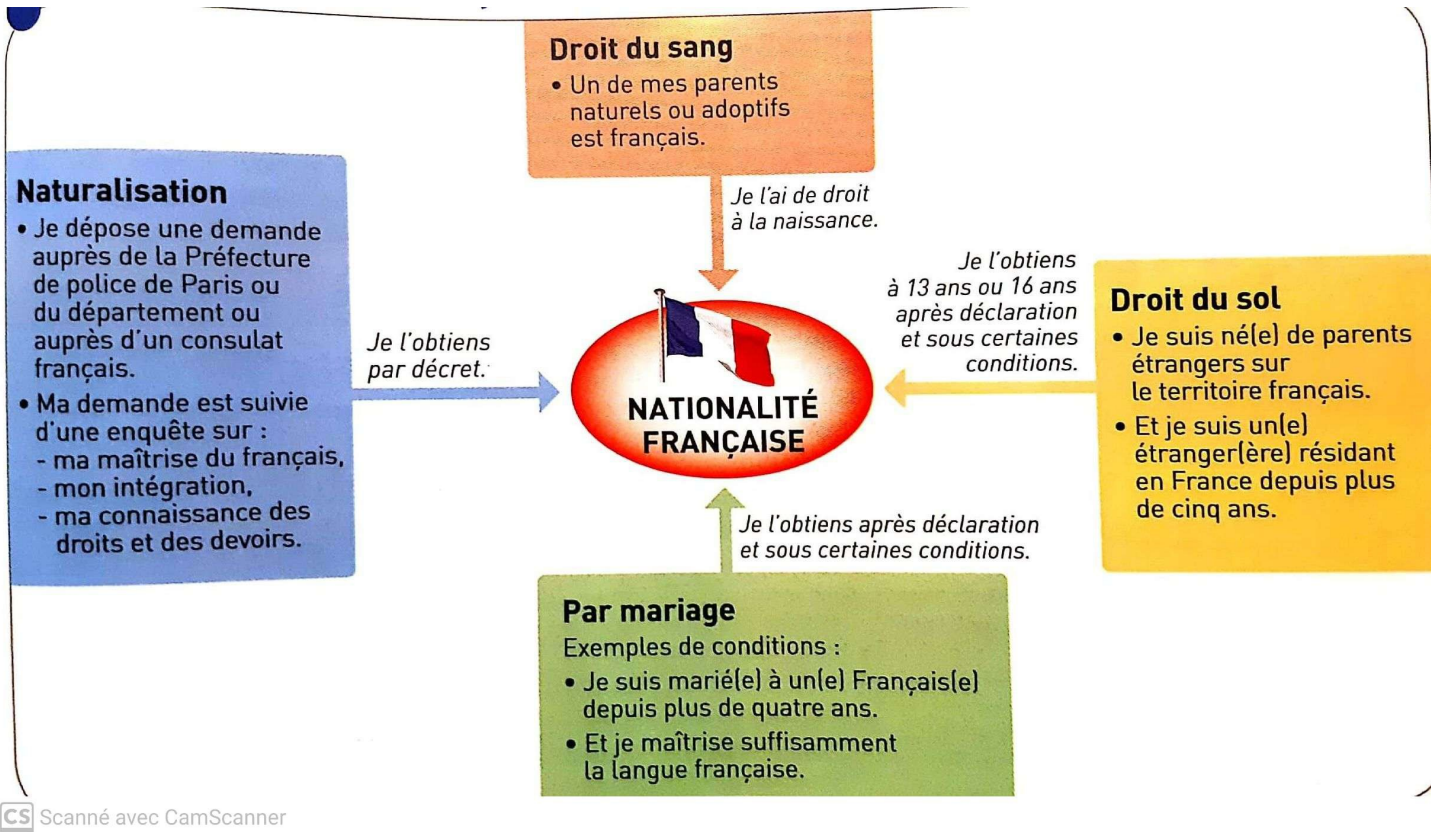 Droit du sang
• Un de mes parents
naturels ou adoptifs
est français.
Je l'ai de droit
à la naissance.
Naturalisation
• Je dépose une demande
auprès de la Préfecture
de police de Paris ou
du département ou
auprès d'un consulat
français.
• Ma demande est suivie
d'une enquête sur :
- ma maîtrise du français,
- mon intégration,
- ma connaissance des
droits et des devoirs.
Je l'obtiens
par décret.
NATIONALITÉ
FRANÇAISE
Je l'obtiens
à 13 ans ou 16 ans
après déclaration
et sous certaines
conditions.
Droit du sol
• Je suis né(e) de parents
étrangers sur
le territoire français.
• Et je suis un(e)
étranger(ère) résidant
en France depuis plus
de cinq ans.
Je l'obtiens après déclaration
et sous certaines conditions.
Par mariage
Exemples de conditions :
• Je suis marié(e) à un(e) Français(e)
depuis plus de quatre ans.
• Et je maîtrise suffisamment
la langue française.
CS Scanné avec CamScanner